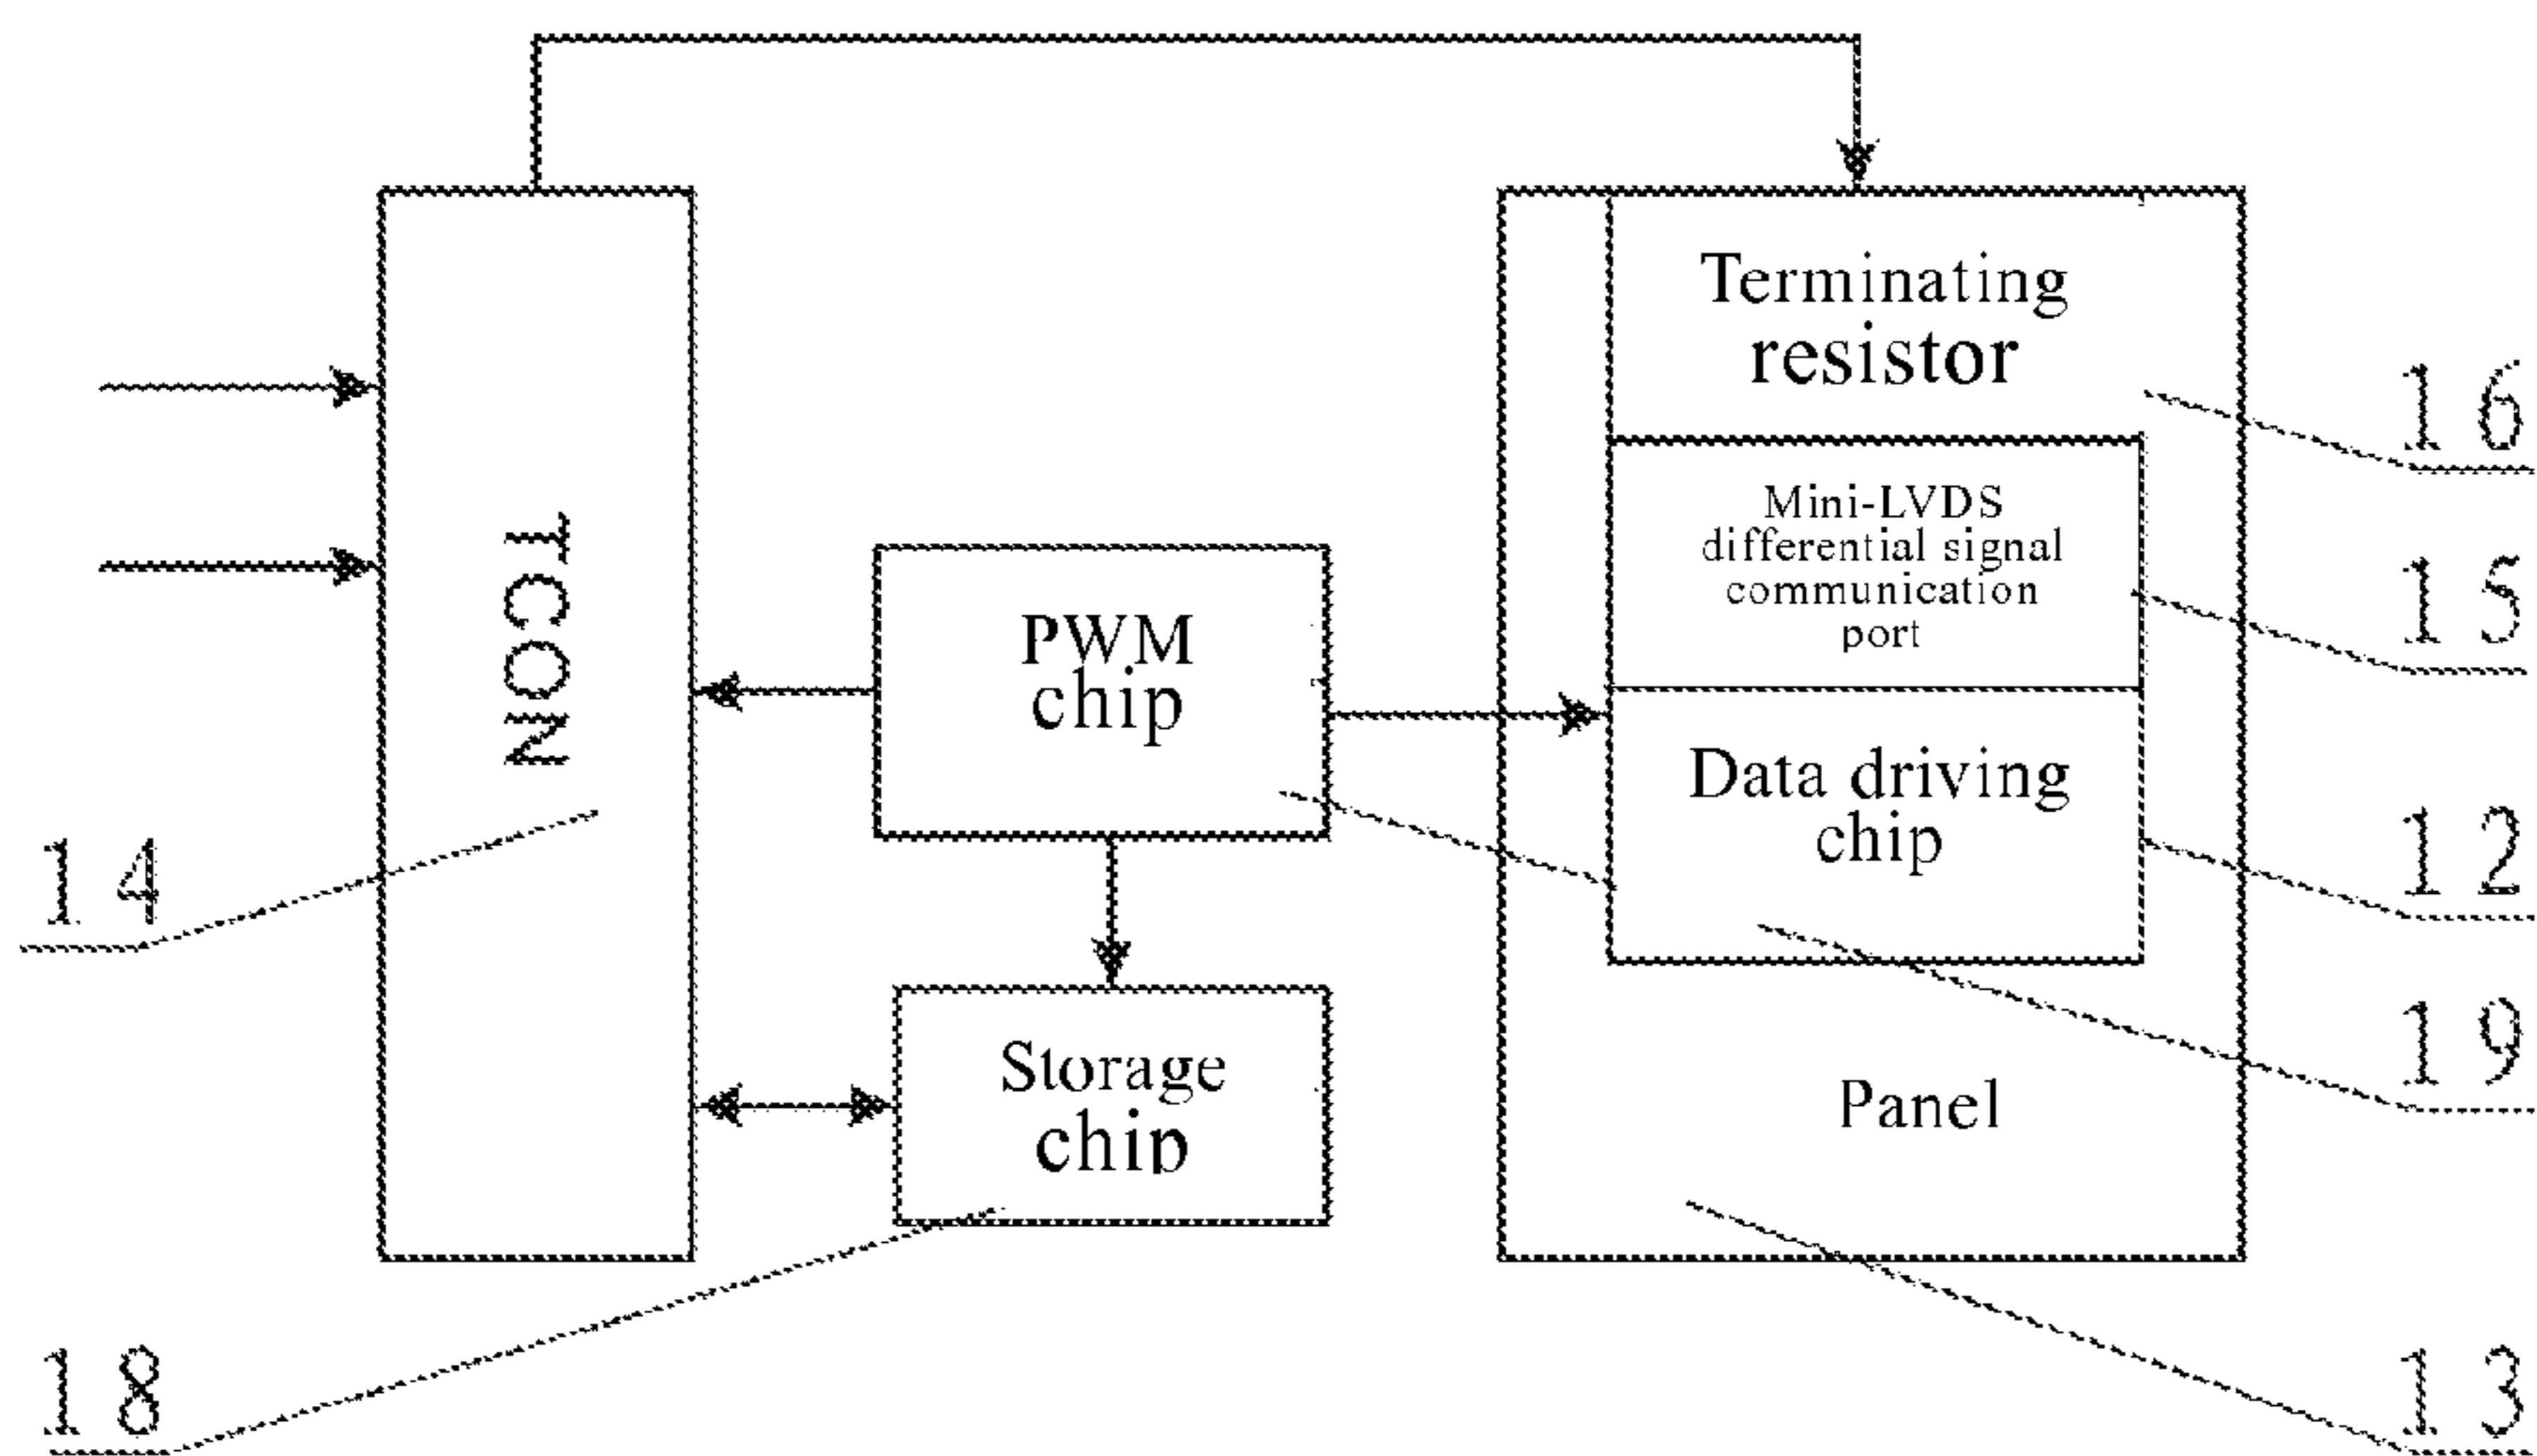 Terminating
resistor
16
Mini-LVDS
differential signal
communication
port
15
TCON
PWM
chip
Data driving
chip
12
14
19
Storage
chip
Panel
18
13